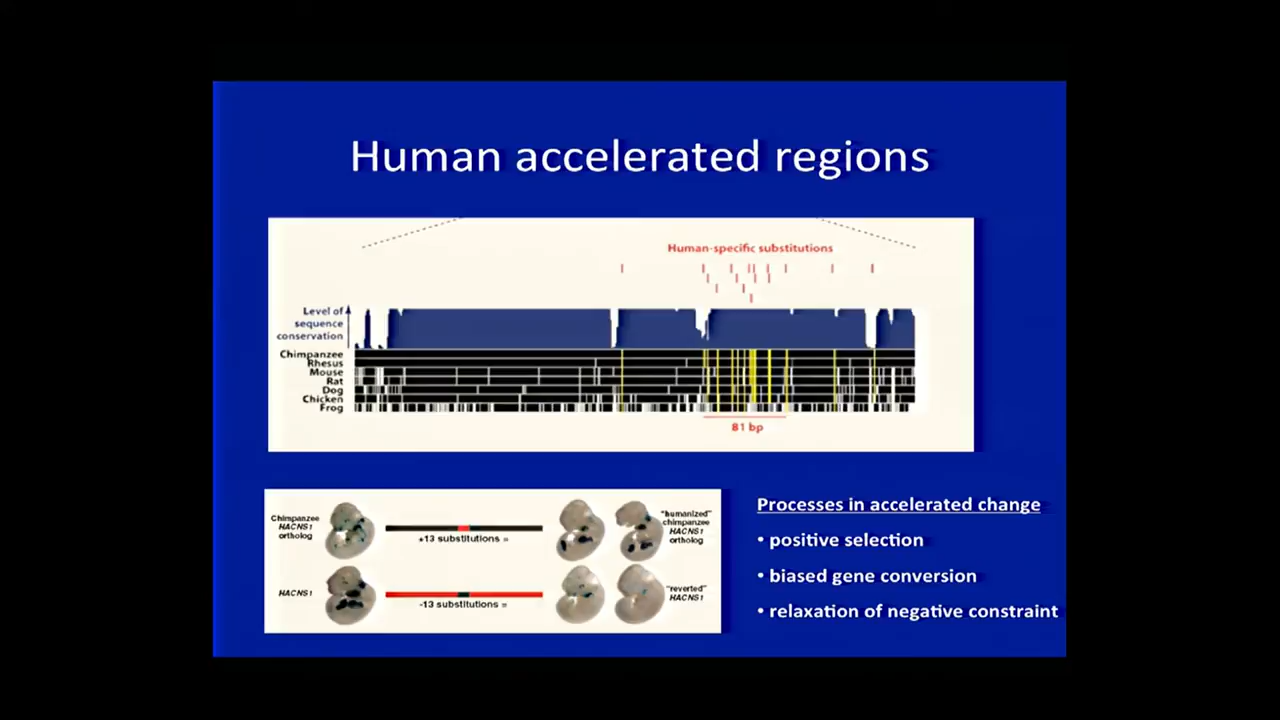 Human accelerated regions
Human-specific substitutions
Level of
sequence
conservation
Chimpanzee
Rhesus
Mouse
Rat
Dog
Chicken
Frog
81 bp
Chimpanzee
HACNS1
ortholog
+13 substitutions =
"humanized"
chimpanzee
HACNS1
ortholog
HACNS1
-13 substitutions =
"reverted"
HACNS1
Processes in accelerated change
• positive selection
• biased gene conversion
• relaxation of negative constraint